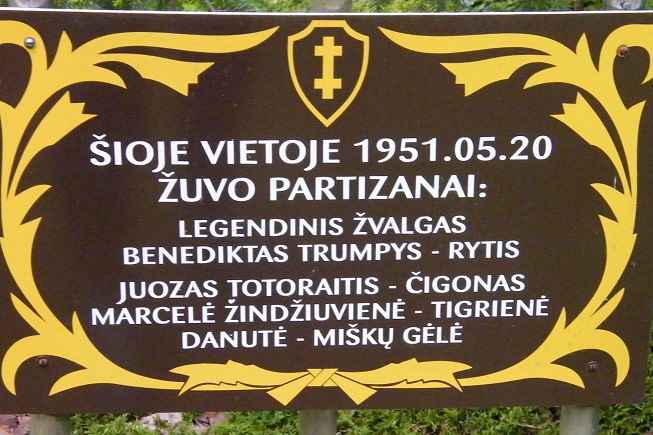 ŠIOJE VIETOJE 1951.05.20
ŽUVO PARTIZANAI:
LEGENDINIS ŽVALGAS
BENEDIKTAS TRUMPYS - RYTIS
JUOZAS TOTORAITIS - ČIGONAS
MARCELĖ ŽINDŽIUVIENĖ - TIGRIENĖ
DANUTĖ - MIŠKŲ GĖLĖ